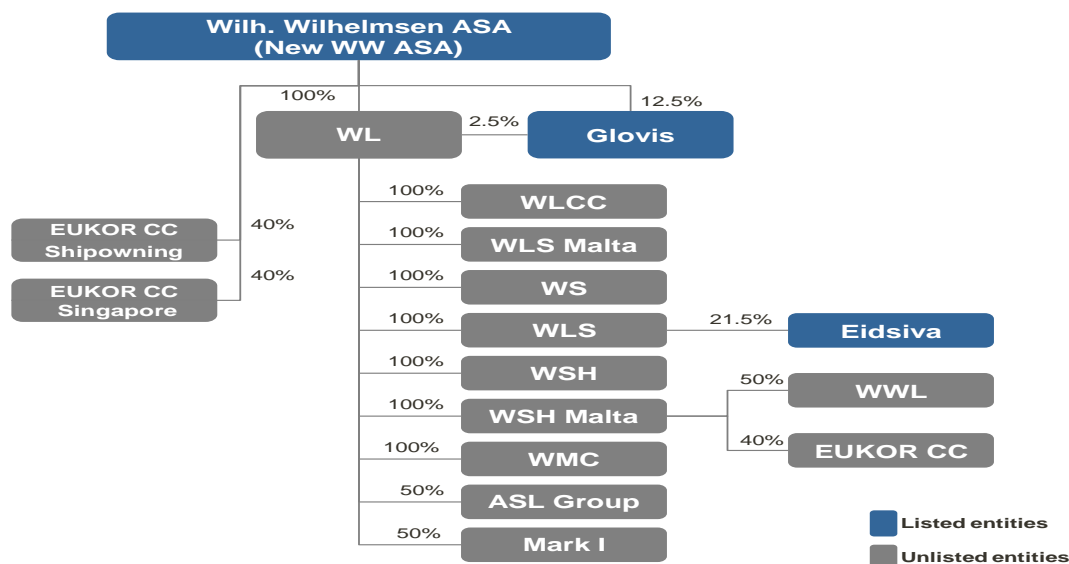 Wilh. Wilhelmsen ASA
(New WW ASA)
100%
12.5%
WL
2.5%
Glovis
100%
WLCC
EUKOR CC
Shipowning
40%
100%
WLS Malta
EUKOR CC
Singapore
40%
100%
WS
100%
WLS
21.5%
Eidsiva
100%
WSH
50%
WWL
100%
WSH Malta
40%
EUKOR CC
100%
WMC
50%
ASL Group
50%
Mark I
Listed entities
Unlisted entities